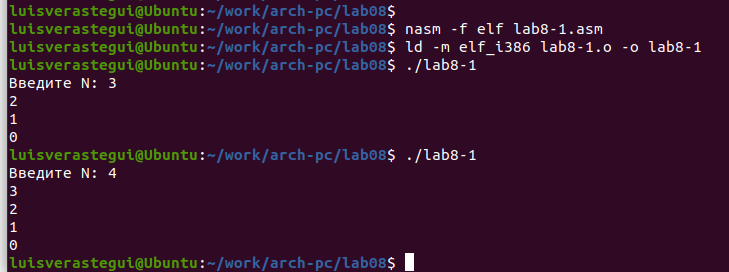 luisverastegui@Ubuntu:~/work/arch-pc/lab08$
luisverastegui@Ubuntu:~/work/arch-pc/lab08$ nasm -f elf lab8-1.asm
luisverastegui@Ubuntu:~/work/arch-pc/lab08$ ld -m elf_i386 lab8-1.o -o lab8-1
luisverastegui@Ubuntu:~/work/arch-pc/lab08$ ./lab8-1
Введите N: 3
2
1
0
luisverastegui@Ubuntu:~/work/arch-pc/lab08$ ./lab8-1
Введите N: 4
3
2
1
0
luisverastegui@Ubuntu:~/work/arch-pc/lab08$